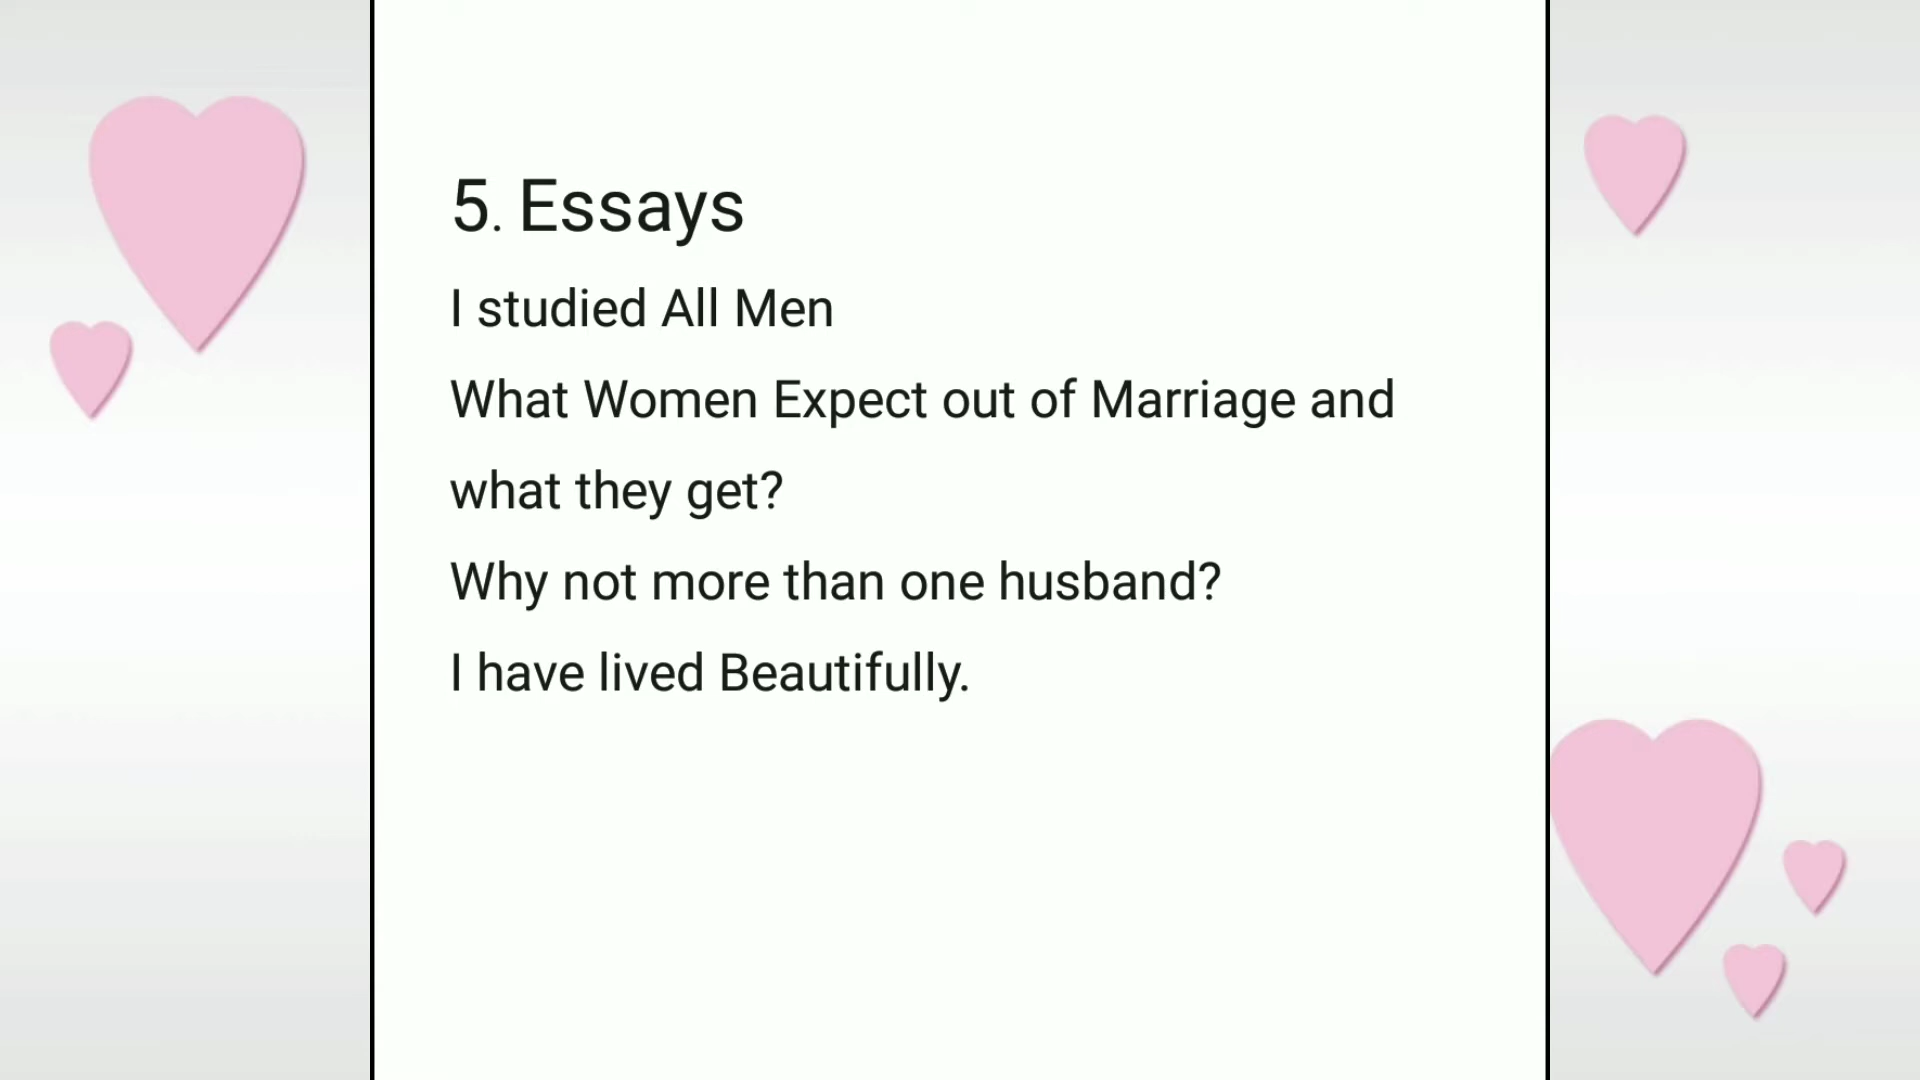 5. Essays
I studied All Men
What Women Expect out of Marriage and
what they get?
Why not more than one husband?
I have lived Beautifully.